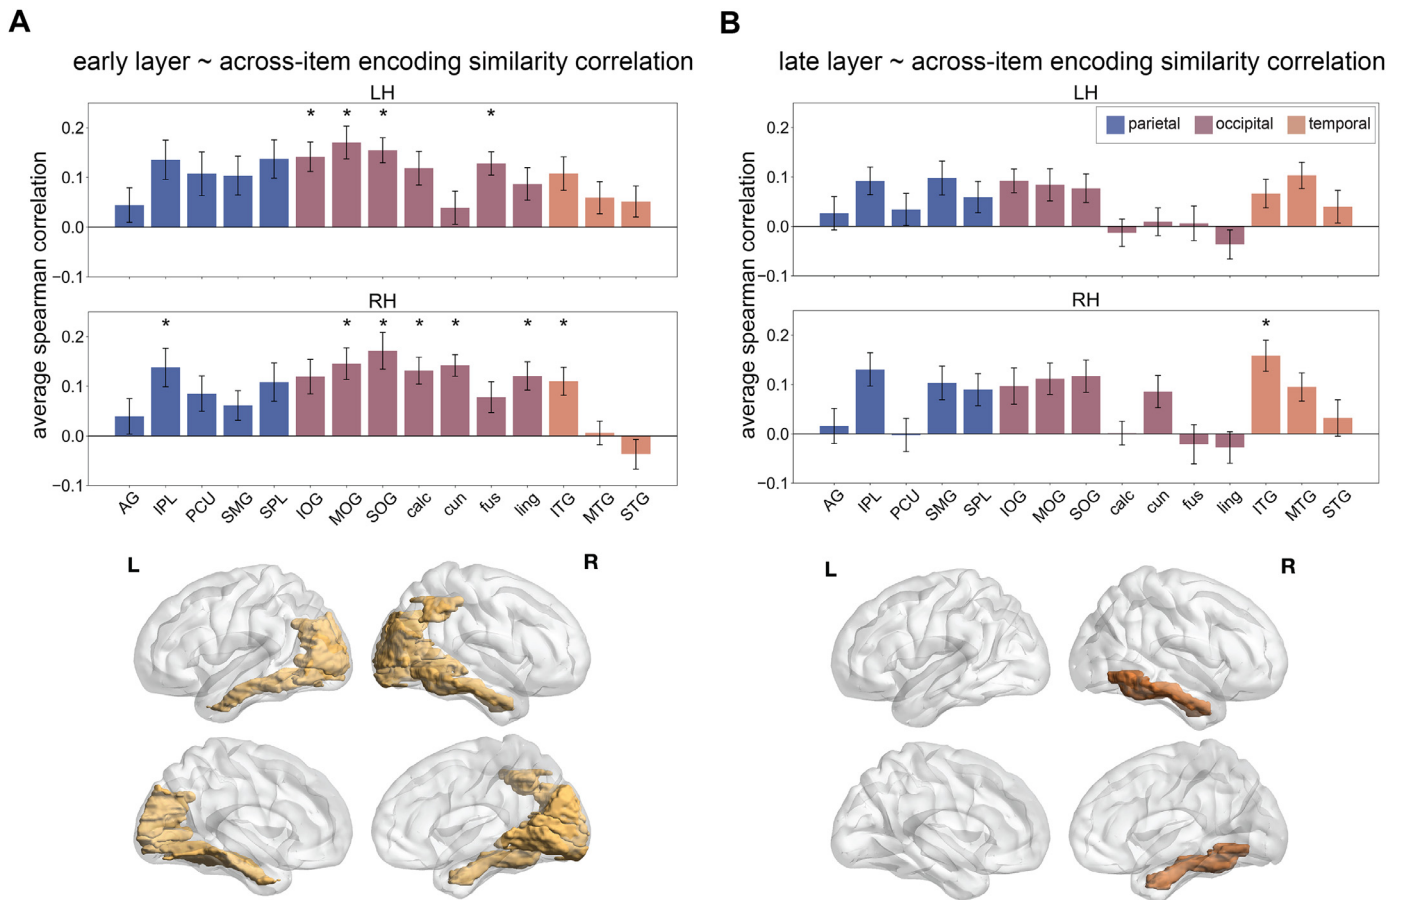 A
early layer ~ across-item encoding similarity correlation
LH
* * * *
0.2
0.1
0.0
−0.1
RH
* * * * * * *
0.2
0.1
0.0
−0.1
average spearman correlation
AG IPL PCU SMG SPL IOG MOG SOG calc cun fus ling ITG MTG STG
L R
B
late layer ~ across-item encoding similarity correlation
LH
parietal occipital temporal
0.2
0.1
0.0
−0.1
RH
*
0.2
0.1
0.0
−0.1
average spearman correlation
AG IPL PCU SMG SPL IOG MOG SOG calc cun fus ling ITG MTG STG
L R